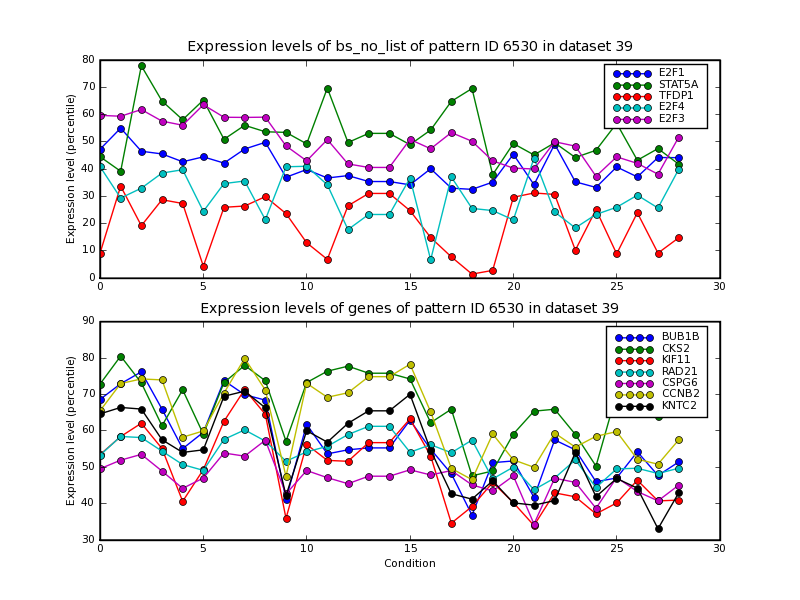 Expression levels of bs_no_list of pattern ID 6530 in dataset 39
Expression level (percentile)
80
70
60
50
40
30
20
10
0
0 5 10 15 20 25 30
E2F1
STAT5A
TFDP1
E2F4
E2F3
Expression levels of genes of pattern ID 6530 in dataset 39
Expression level (percentile)
90
80
70
60
50
40
30
0 5 10 15 20 25 30
Condition
BUB1B
CKS2
KIF11
RAD21
CSPG6
CCNB2
KNTC2